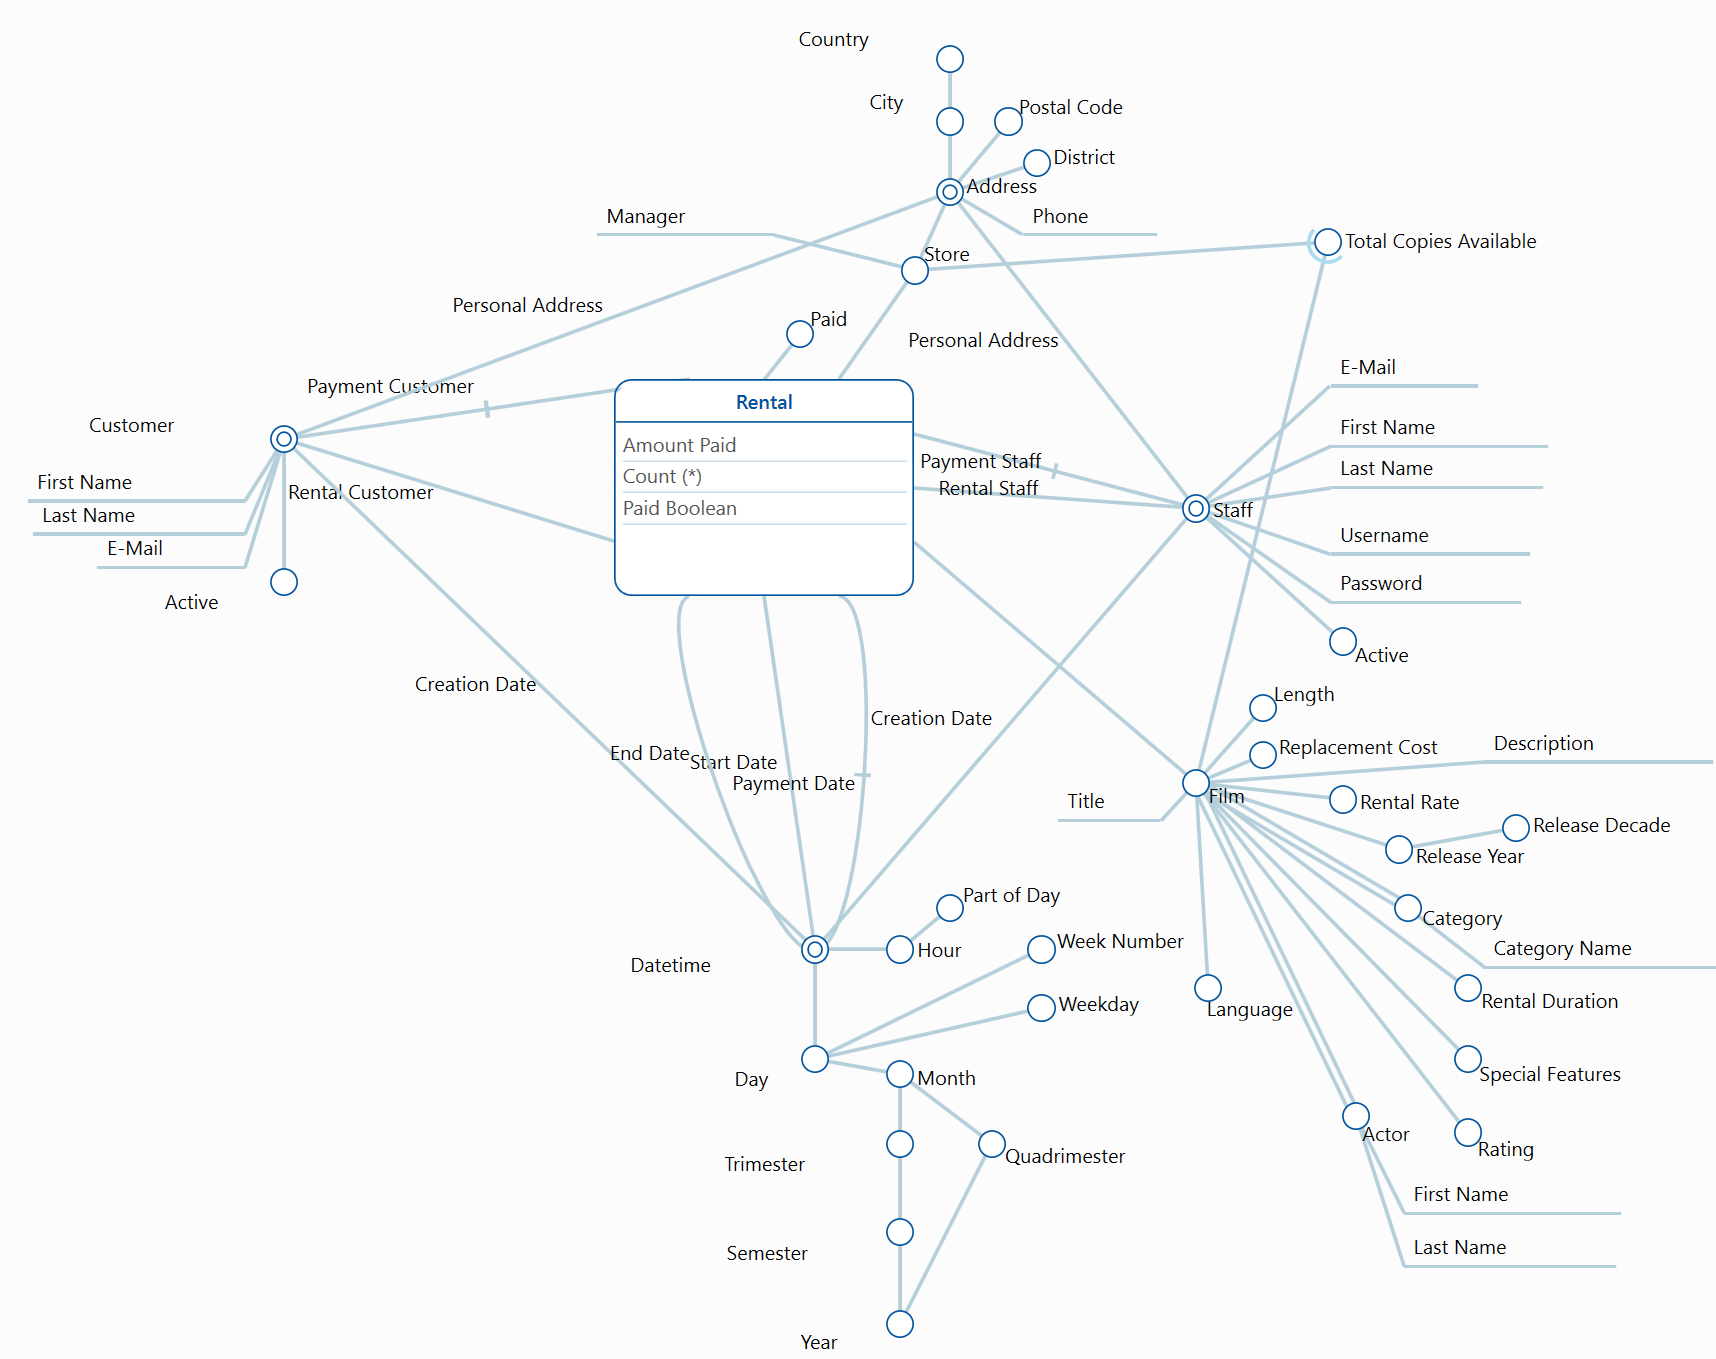 Country
City
Postal Code
District
Address
Manager
Phone
Total Copies Available
Store
Personal Address
Paid
Personal Address
E-Mail
Payment Customer
Rental
Customer
First Name
Amount Paid
Payment Staff
Last Name
Count (*)
First Name
Rental Customer
Rental Staff
Paid Boolean
Staff
Last Name
Username
E-Mail
Password
Active
Active
Creation Date
Length
Creation Date
Description
Replacement Cost
End Date
Start Date
Payment Date
Film
Title
Rental Rate
Release Decade
Release Year
Part of Day
Category
Week Number
Hour
Category Name
Datetime
Rental Duration
Weekday
Language
Day
Month
Special Features
Actor
Rating
Quadrimester
Trimester
First Name
Last Name
Semester
Year